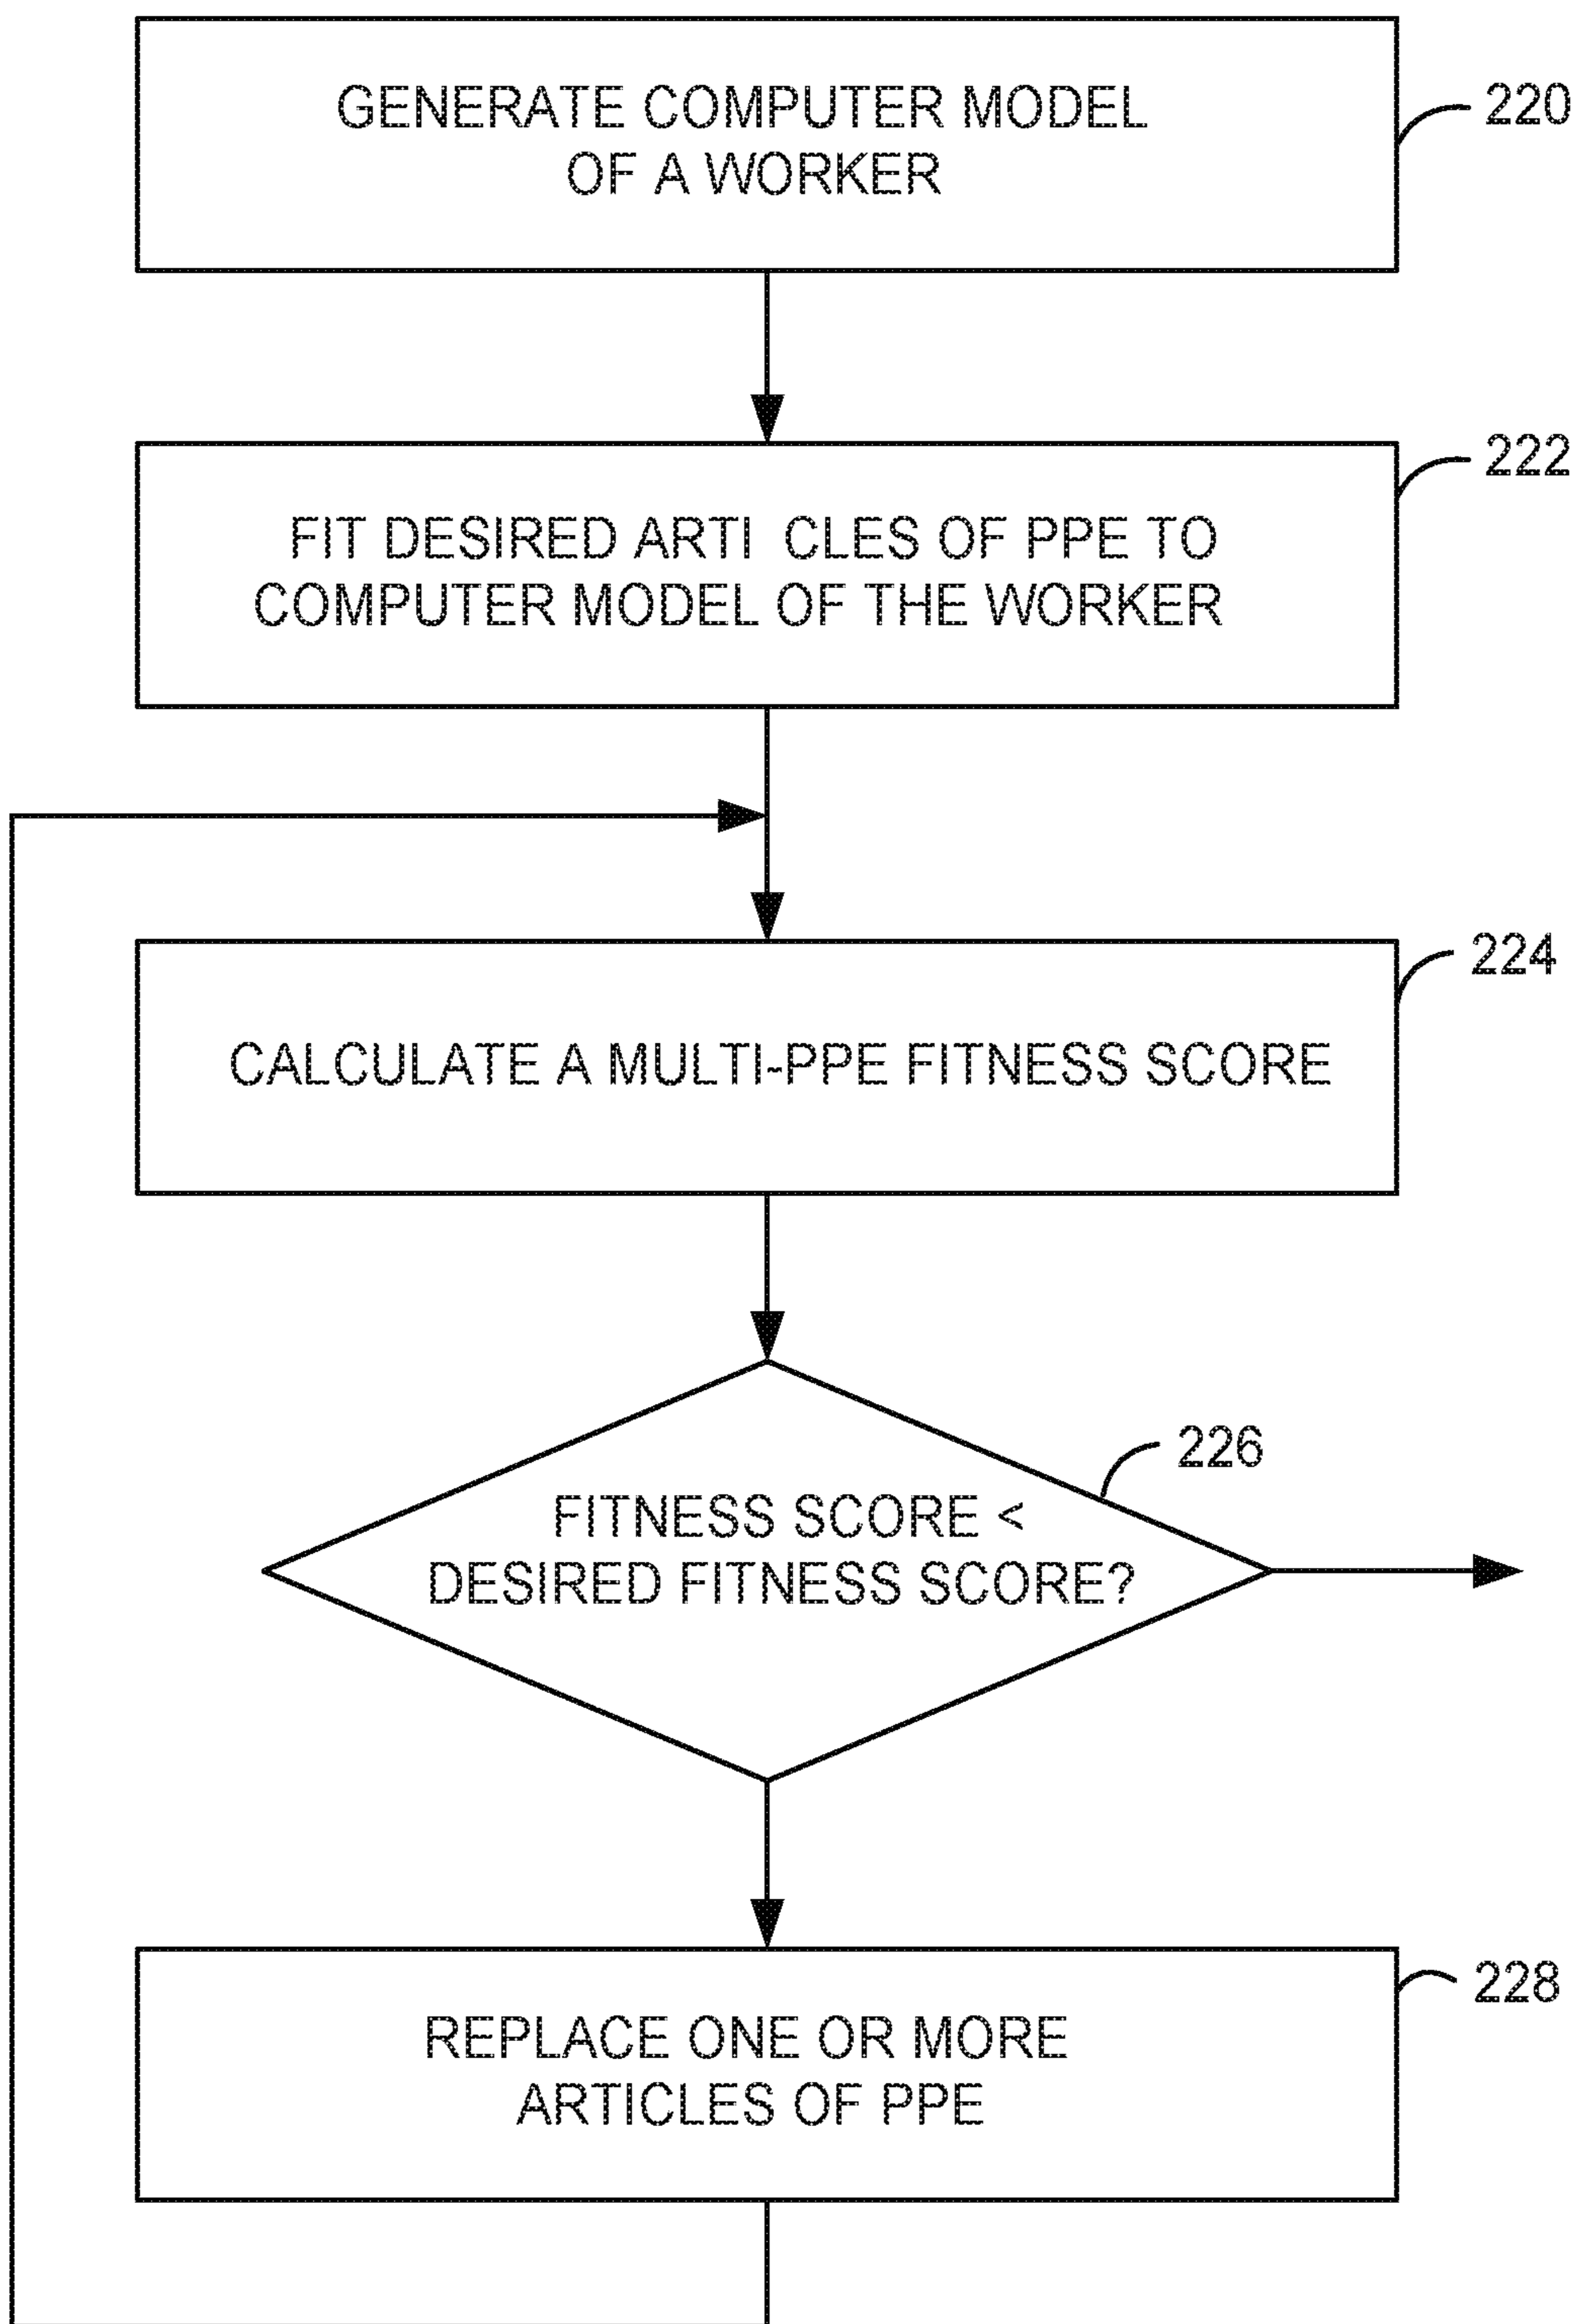 GENERATE COMPUTER MODEL
OF A WORKER
220
FIT DESIRED ARTI CLES OF PPE TO
COMPUTER MODEL OF THE WORKER
222
CALCULATE A MULTI-PPE FITNESS SCORE
224
FITNESS SCORE <
DESIRED FITNESS SCORE?
226
REPLACE ONE OR MORE
ARTICLES OF PPE
228